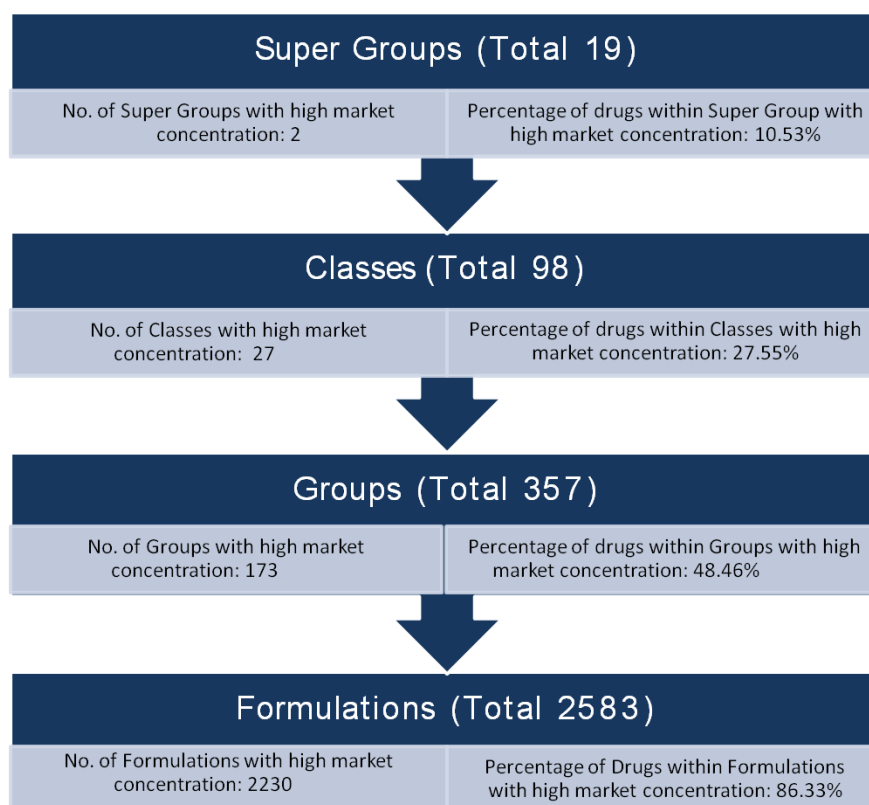 Super Groups (Total 19)
No. of Super Groups with high market
concentration: 2
Percentage of drugs within Super Group with
high market concentration: 10.53%
Classes (Total 98)
No. of Classes with high market
concentration: 27
Percentage of drugs within Classes with high
market concentration: 27.55%
Groups (Total 357)
No. of Groups with high market
concentration: 173
Percentage of drugs within Groups with high
market concentration: 48.46%
Formulations (Total 2583)
No. of Formulations with high market
concentration: 2230
Percentage of Drugs within Formulations
with high market concentration: 86.33%